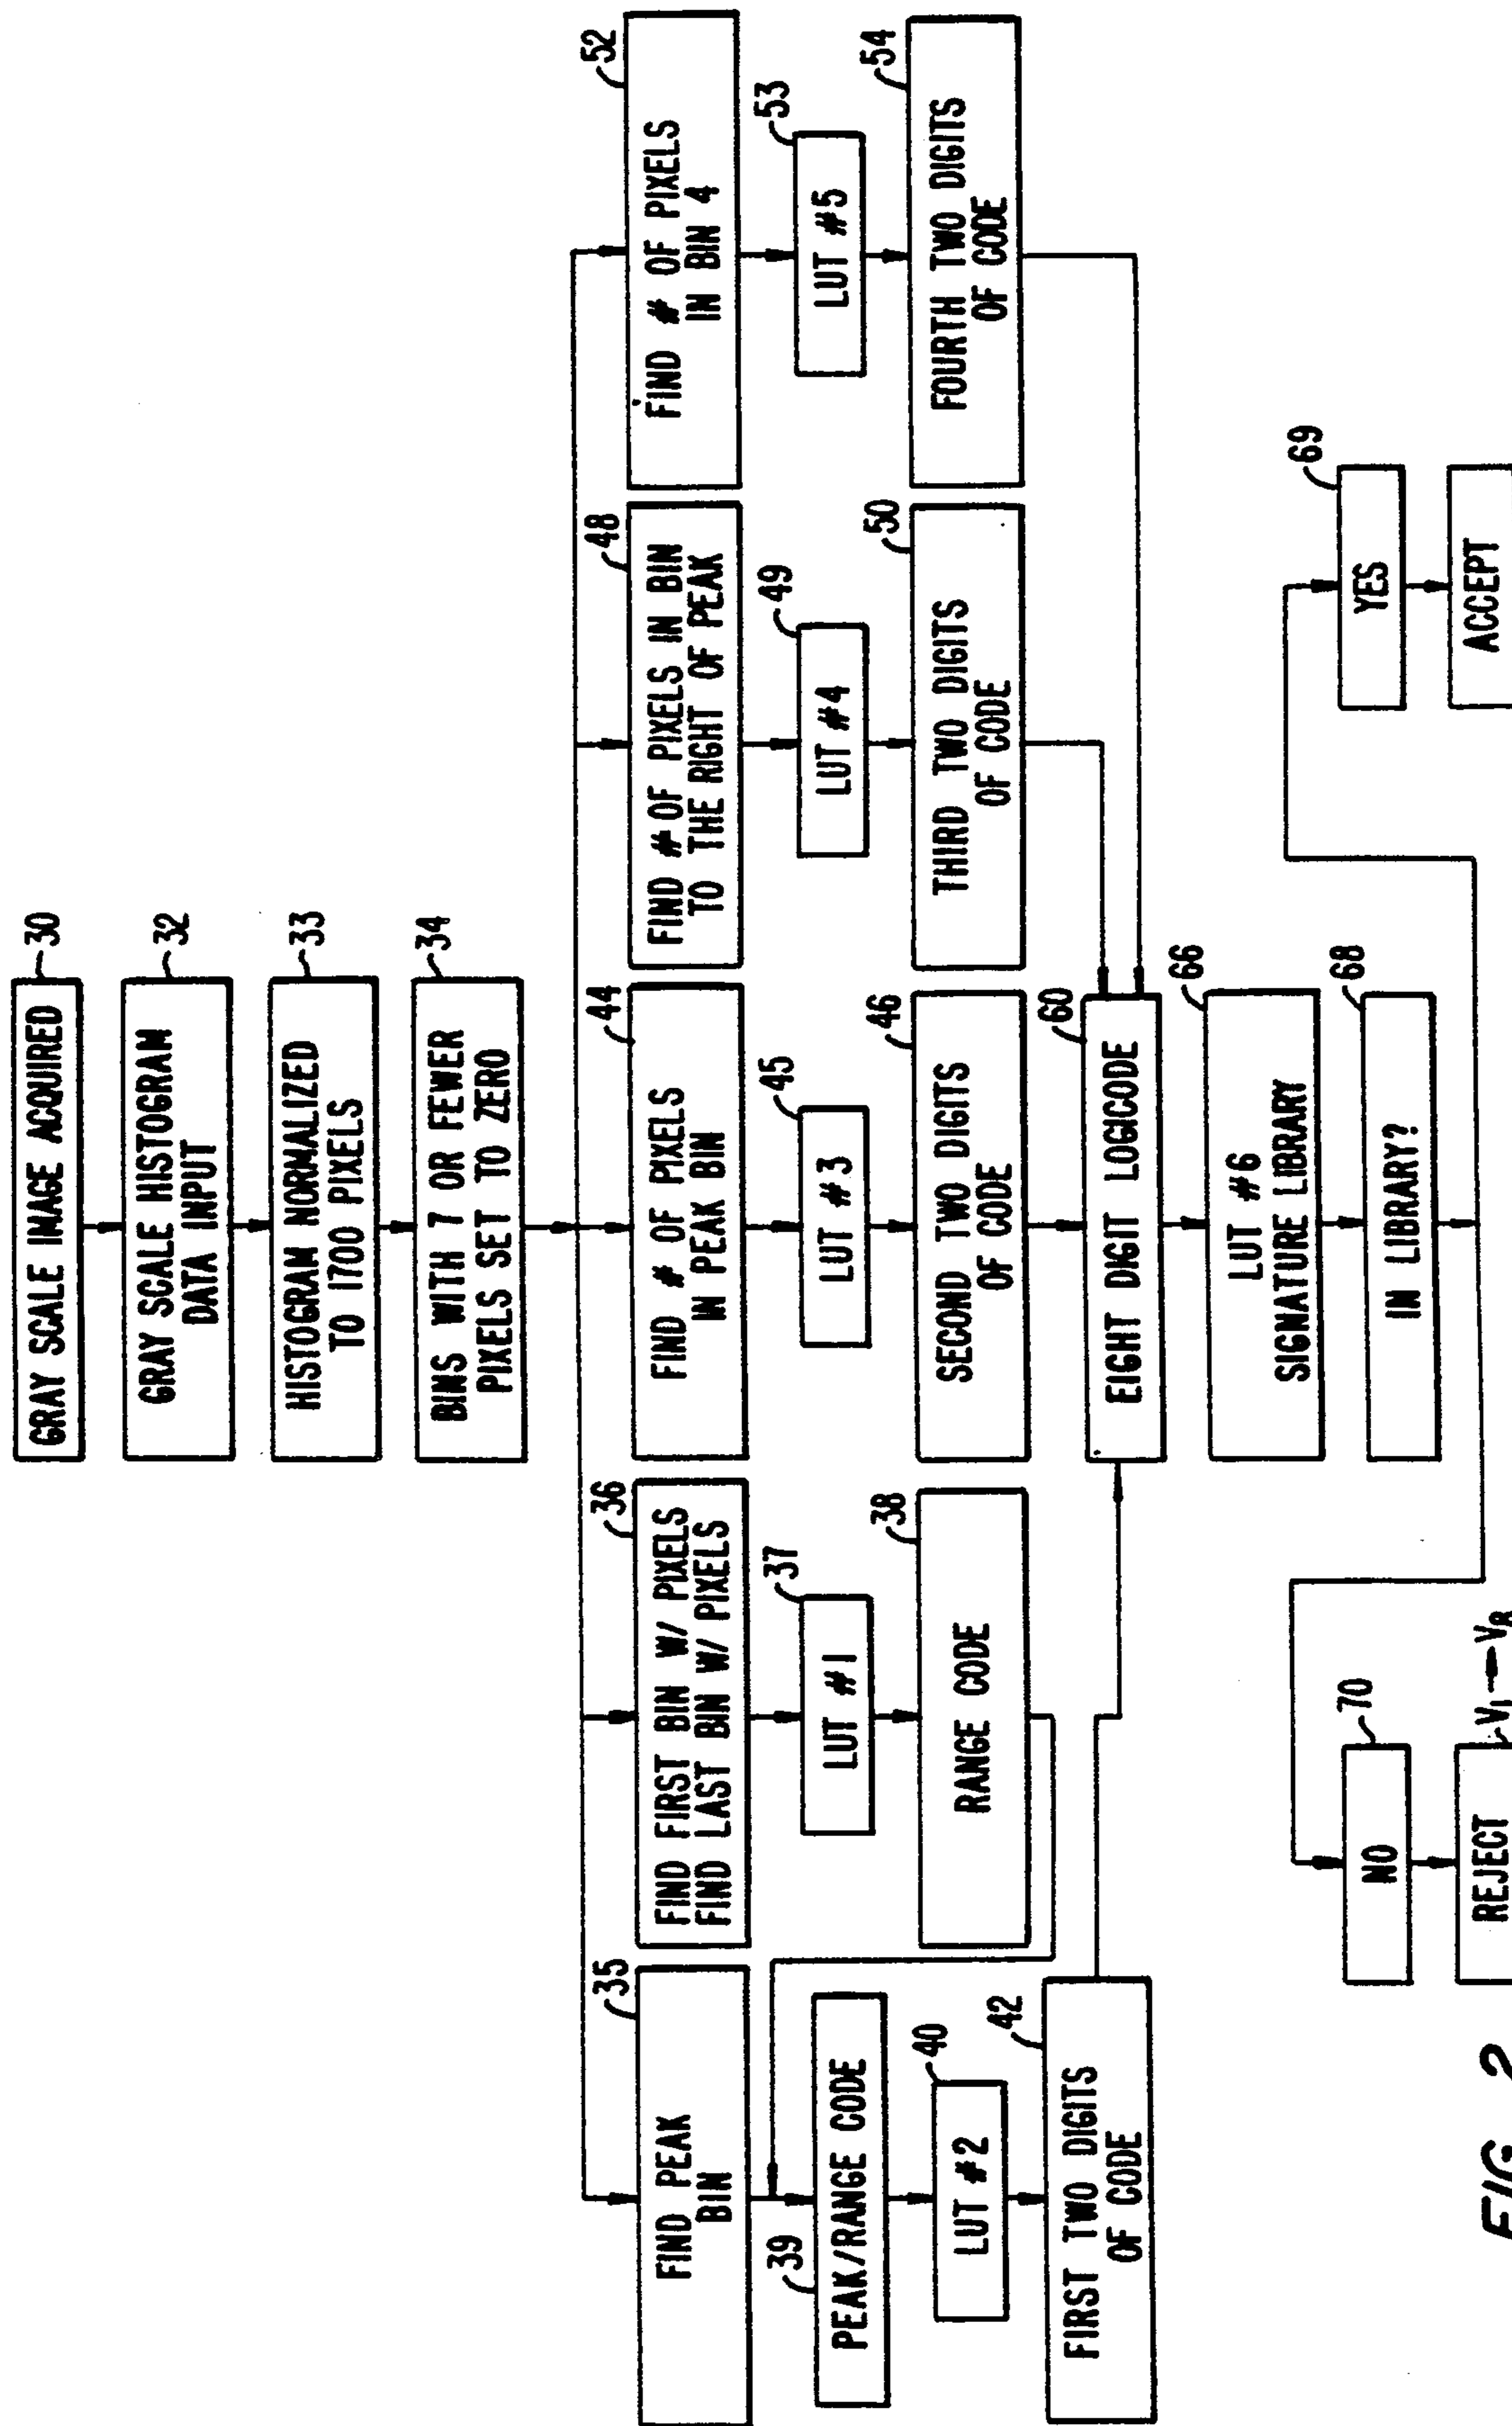 GRAY SCALE IMAGE ACQUIRED
30
GRAY SCALE HISTOGRAM
DATA INPUT
32
HISTOGRAM NORMALIZED
TO 1700 PIXELS
33
BINS WITH 7 OR FEWER
PIXELS SET TO ZERO
34
FIND PEAK
BIN
35
39
PEAK/RANGE CODE
LUT #2
40
FIRST TWO DIGITS
OF CODE
42
FIND FIRST BIN W/ PIXELS
FIND LAST BIN W/ PIXELS
36
LUT #1
37
RANGE CODE
38
FIND # OF PIXELS
IN PEAK BIN
44
LUT #3
45
SECOND TWO DIGITS
OF CODE
46
FIND # OF PIXELS IN BIN
TO THE RIGHT OF PEAK
48
LUT #4
49
THIRD TWO DIGITS
OF CODE
50
FIND # OF PIXELS
IN BIN 4
52
LUT #5
53
FOURTH TWO DIGITS
OF CODE
54
EIGHT DIGIT LOGICODE
60
LUT #6
SIGNATURE LIBRARY
66
IN LIBRARY?
68
NO
70
REJECT
YES
69
ACCEPT
FIG. 2